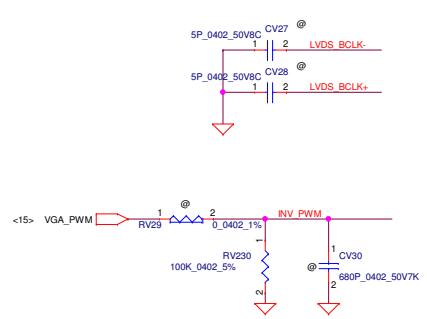 CV27 @
5P_0402_50V8C
1 2 LVDS_BCLK-
CV28 @
5P_0402_50V8C
1 2 LVDS_BCLK+
@
<15> VGA_PWM 1 2 INV_PWM
RV29 0_0402_1%
1
RV230
100K_0402_5%
2
1
CV30
@
680P_0402_50V7K
2